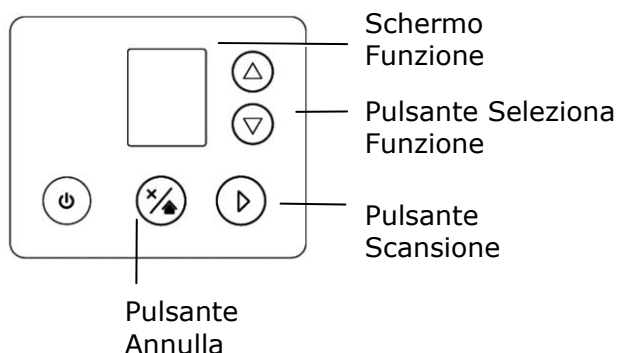 Schermo
Funzione
Pulsante Seleziona
Funzione
Pulsante
Scansione
Pulsante
Annulla